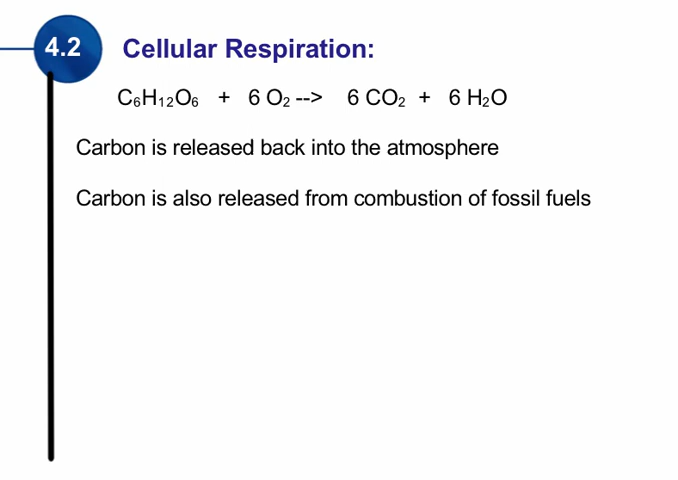 4.2
Cellular Respiration:
C₆H₁₂O₆ + 6 O₂ --> 6 CO₂ + 6 H₂O
Carbon is released back into the atmosphere
Carbon is also released from combustion of fossil fuels